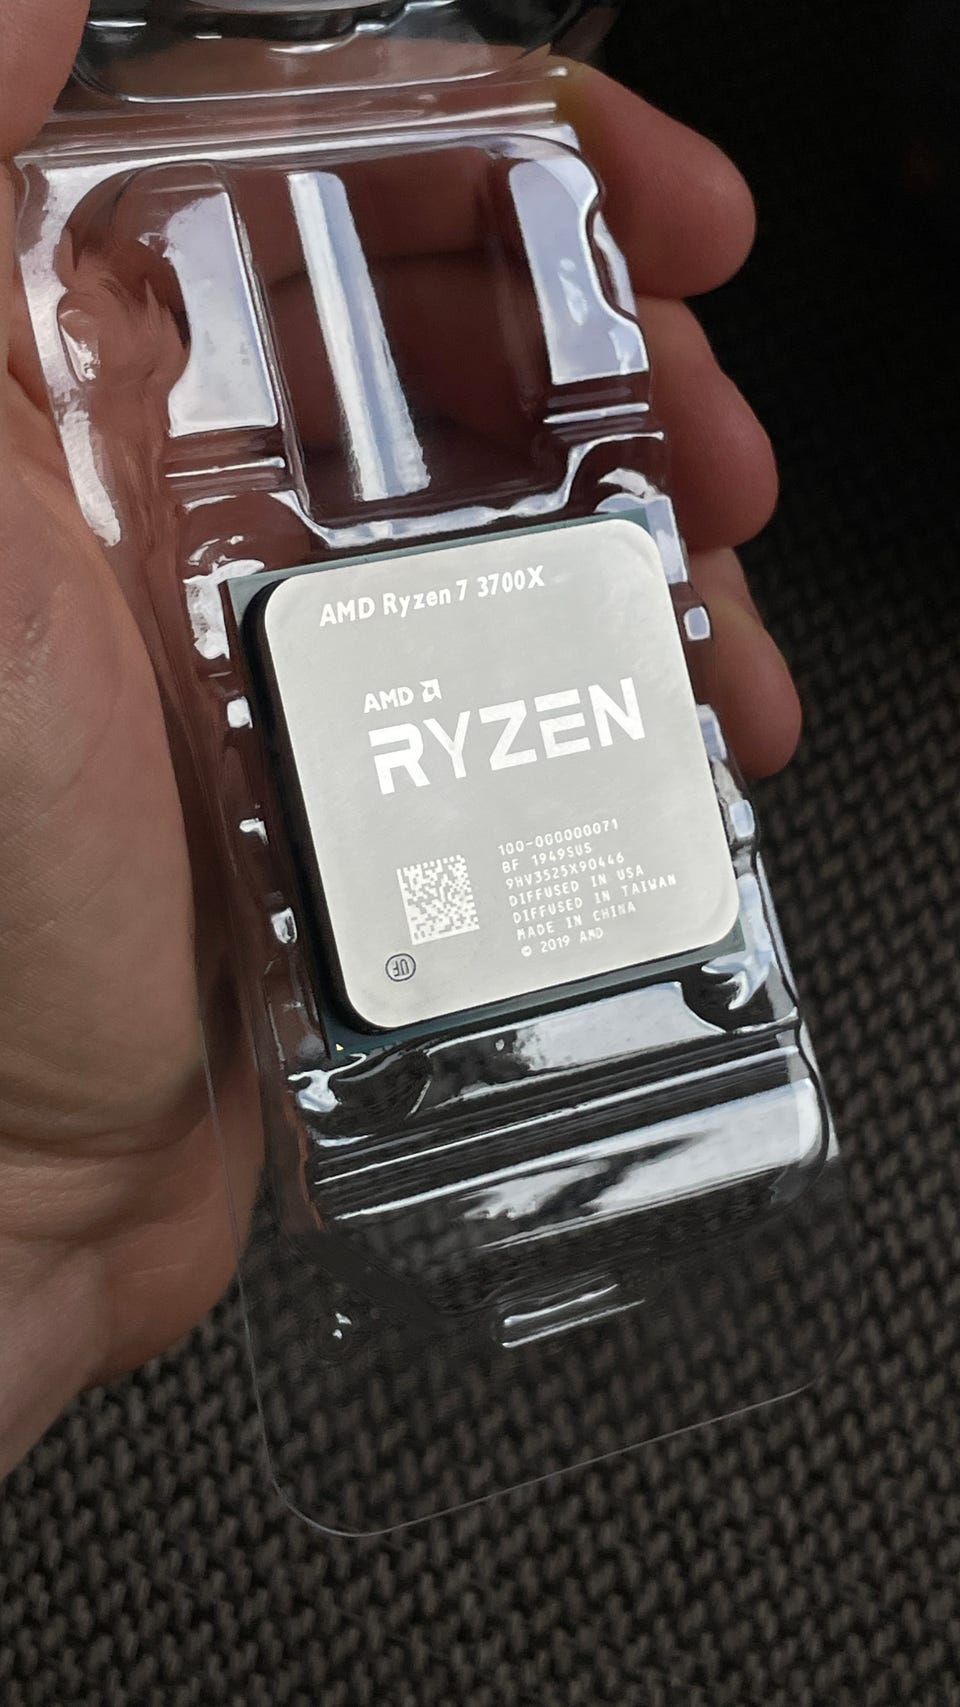 AMD Ryzen 7 3700X
AMD
RYZEN
100-000000071
BF 1949SUS
9HV3525X90446
DIFFUSED IN USA
DIFFUSED IN TAIWAN
MADE IN CHINA
© 2019 AMD
UF